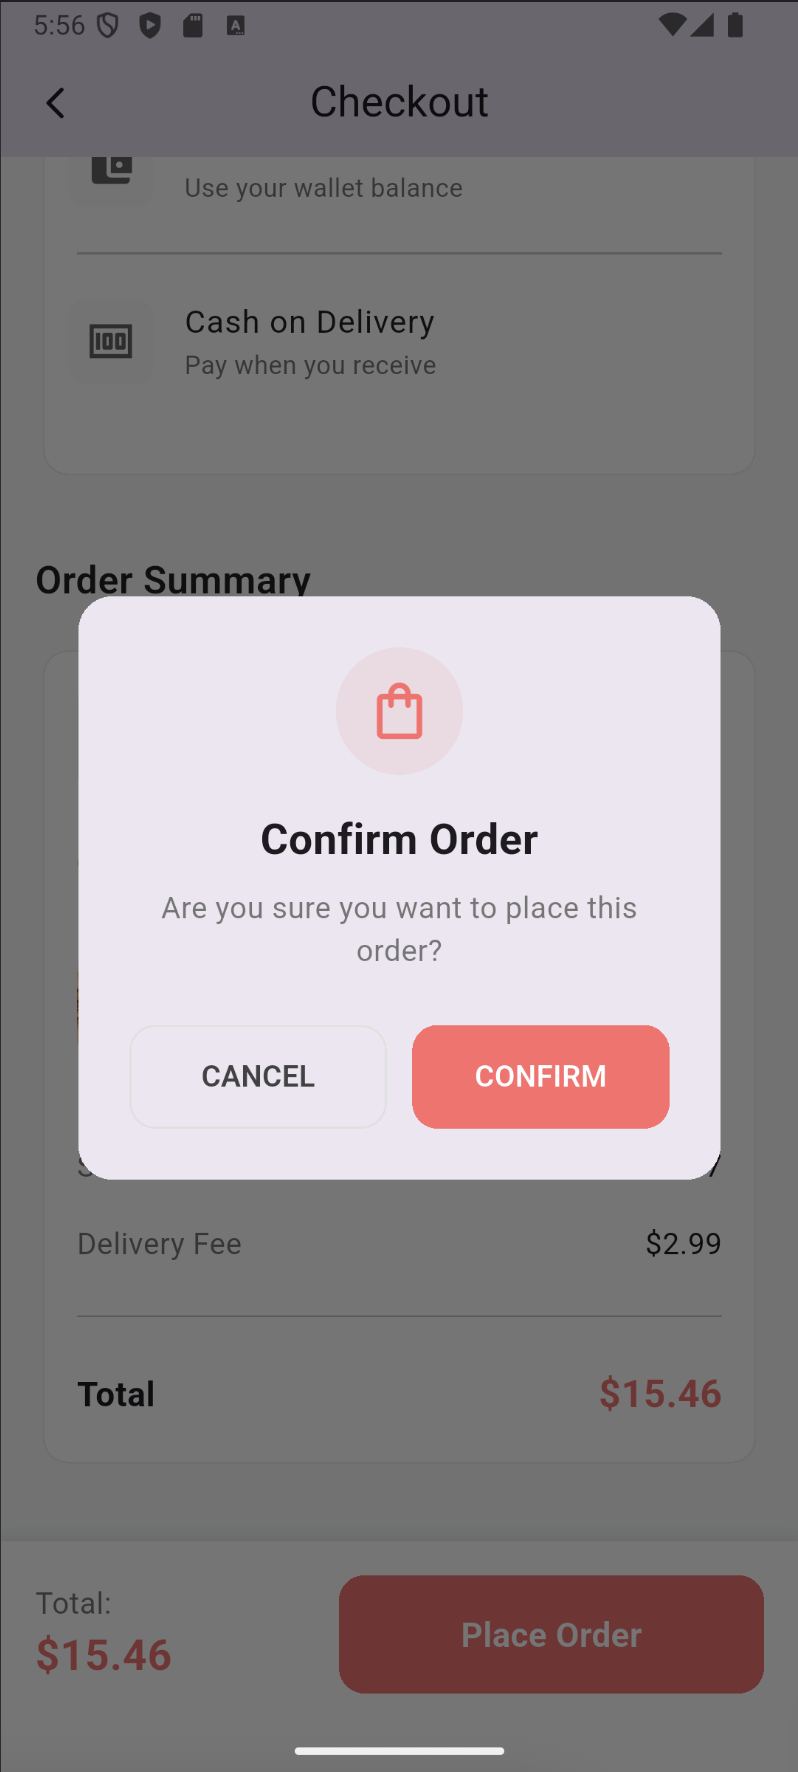 5:56
Checkout
Use your wallet balance
100
Cash on Delivery
Pay when you receive
Order Summary
Confirm Order
Are you sure you want to place this
order?
CANCEL
CONFIRM
Delivery Fee
$2.99
Total
$15.46
Total:
$15.46
Place Order